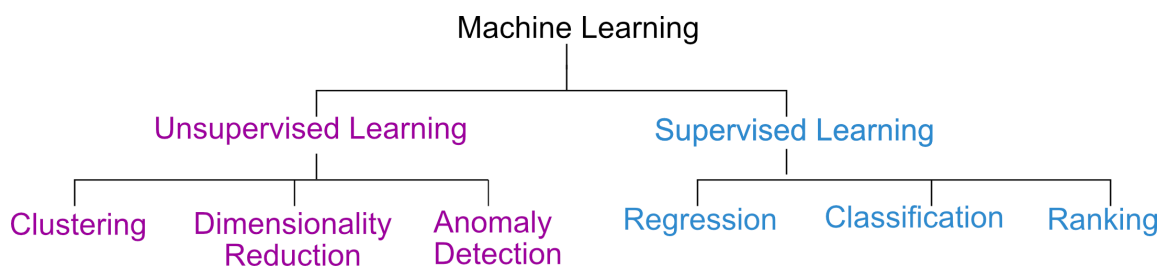 Machine Learning
Unsupervised Learning
Supervised Learning
Clustering
Dimensionality
Reduction
Anomaly
Detection
Regression
Classification
Ranking